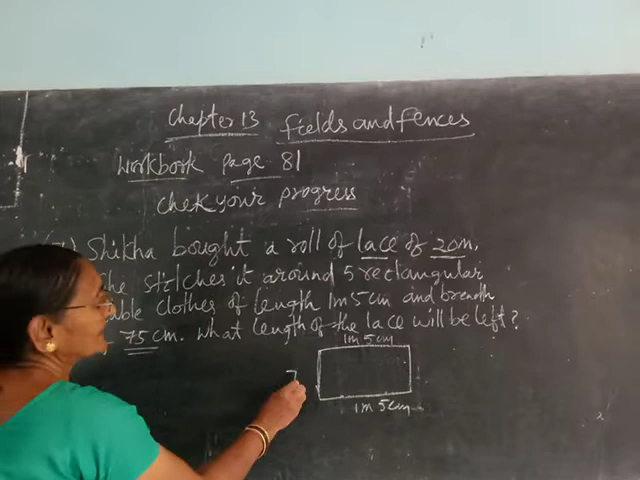 Chapter 13 Fields and Fences
Workbook page 81
Chek your progress
Shikha bought a roll of lace of 20m.
She stitches it around 5 rectangular
table clothes of length 1m 5cm and breadth
75 cm. What length of the lace will be left?
1m 5cm
7
1m 5cm